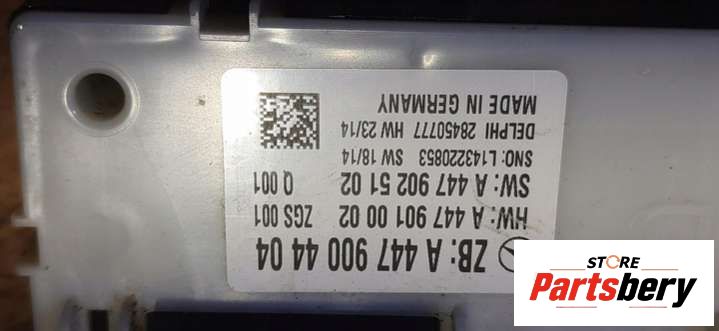 ZB: A 447 900 44 04
HW: A 447 901 00 02 ZGS 001
SW: A 447 902 51 02 Q 001
SNO: L143220853 SW 18/14
DELPHI 28450777 HW 23/14
MADE IN GERMANY
STORE
Partsbery